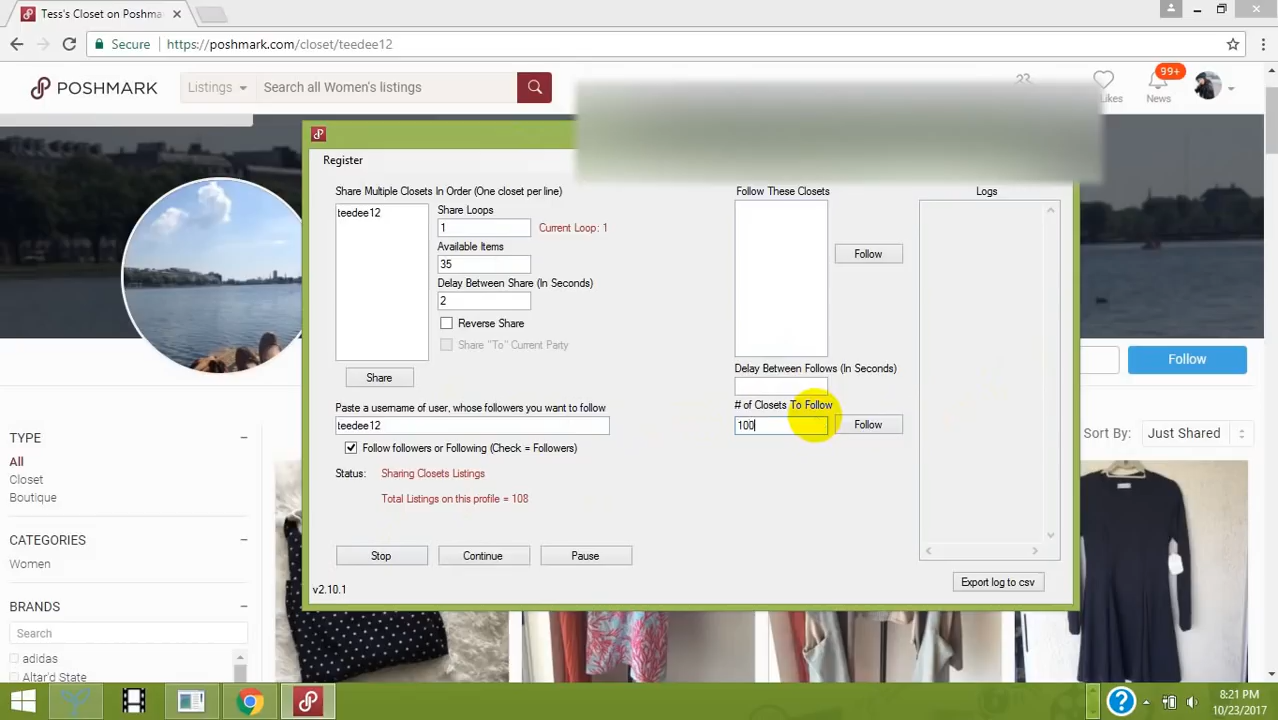 Tess's Closet on Poshma
Secure https://poshmark.com/closet/teedee12
POSHMARK Listings Search all Women's listings 99+
Likes News
Register
Share Multiple Closets In Order (One closet per line) Follow These Closets Logs
teedee12
Share Loops
1 Current Loop: 1
Available Items
35
Follow
Delay Between Share (In Seconds)
2
Reverse Share
Share "To" Current Party
Share
Delay Between Follows (In Seconds)
# of Closets To Follow
100 Follow
Paste a username of user, whose followers you want to follow
teedee12
Follow followers or Following (Check = Followers)
Status: Sharing Closets Listings
Total Listings on this profile = 108
Stop Continue Pause
v2.10.1 Export log to csv
Follow
Sort By: Just Shared
TYPE
All
Closet
Boutique
CATEGORIES
Women
BRANDS
Search
adidas
Altar'd State
8:21 PM
10/23/2017